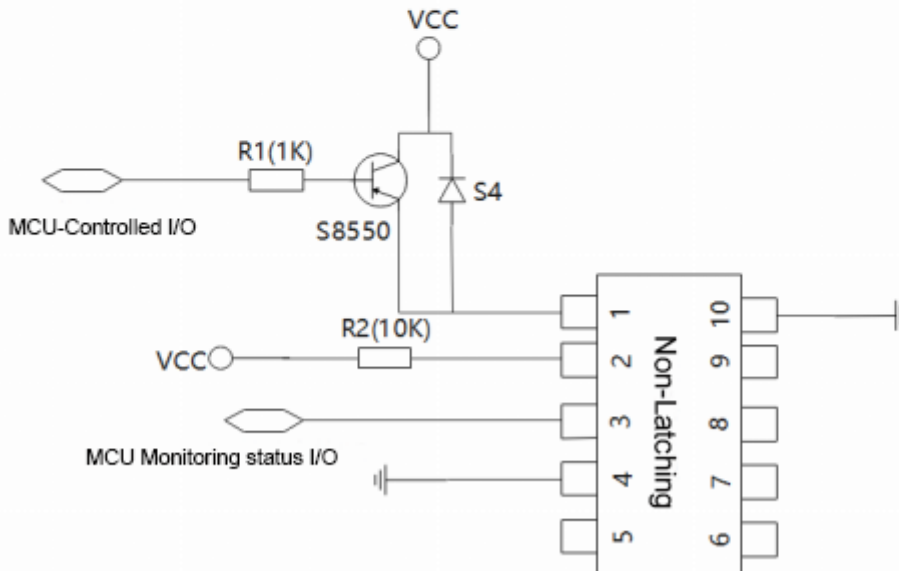 VCC
R1(1K)
S4
MCU-Controlled I/O
S8550
R2(10K)
VCC
MCU Monitoring status I/O
Non-Latching
1
2
3
4
5
10
9
8
7
6